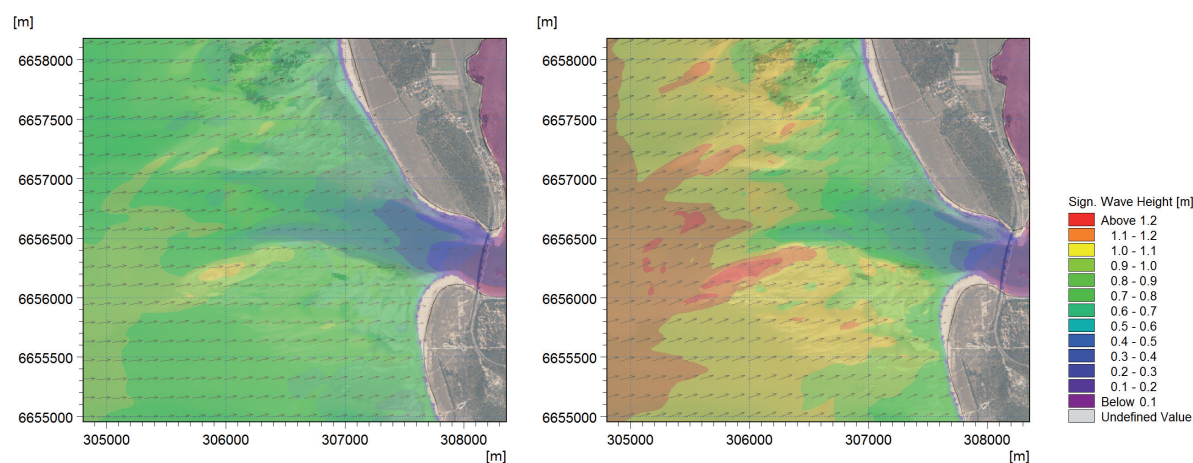 [m]
6658000
6657500
6657000
6656500
6656000
6655500
6655000
305000 306000 307000 308000
[m]
[m]
6658000
6657500
6657000
6656500
6656000
6655500
6655000
305000 306000 307000 308000
[m]
Sign. Wave Height [m]
Above 1.2
1.1 - 1.2
1.0 - 1.1
0.9 - 1.0
0.8 - 0.9
0.7 - 0.8
0.6 - 0.7
0.5 - 0.6
0.4 - 0.5
0.3 - 0.4
0.2 - 0.3
0.1 - 0.2
Below 0.1
Undefined Value